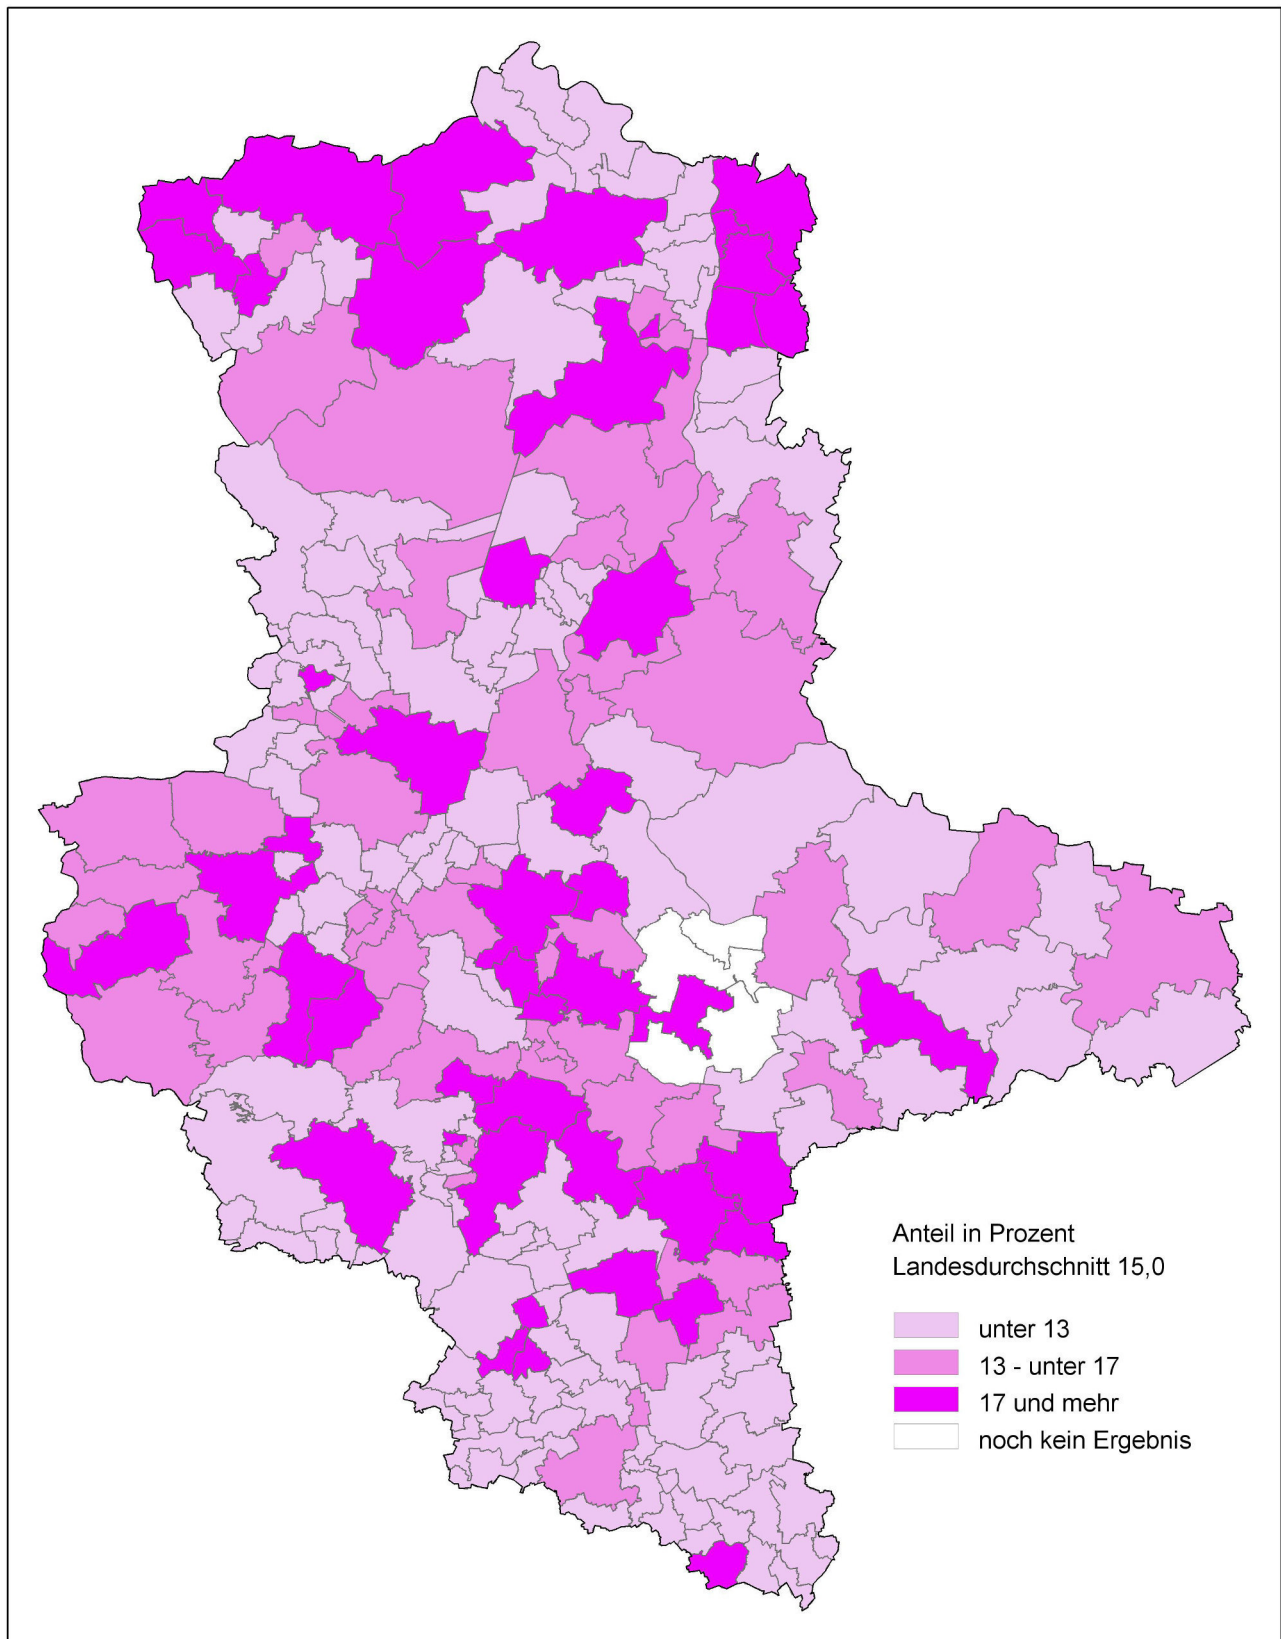 Anteil in Prozent
Landesdurchschnitt 15,0
unter 13
13 - unter 17
17 und mehr
noch kein Ergebnis